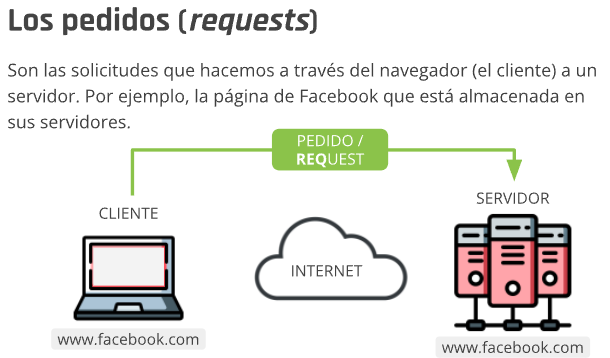 Los pedidos (requests)
Son las solicitudes que hacemos a través del navegador (el cliente) a un
servidor. Por ejemplo, la página de Facebook que está almacenada en
sus servidores.
PEDIDO /
REQUEST
CLIENTE
SERVIDOR
INTERNET
www.facebook.com
www.facebook.com